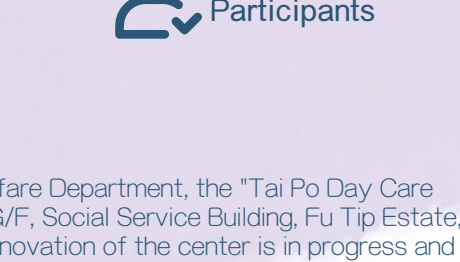 Participants
fare Department, the "Tai Po Day Care
G/F, Social Service Building, Fu Tip Estate,
novation of the center is in progress and